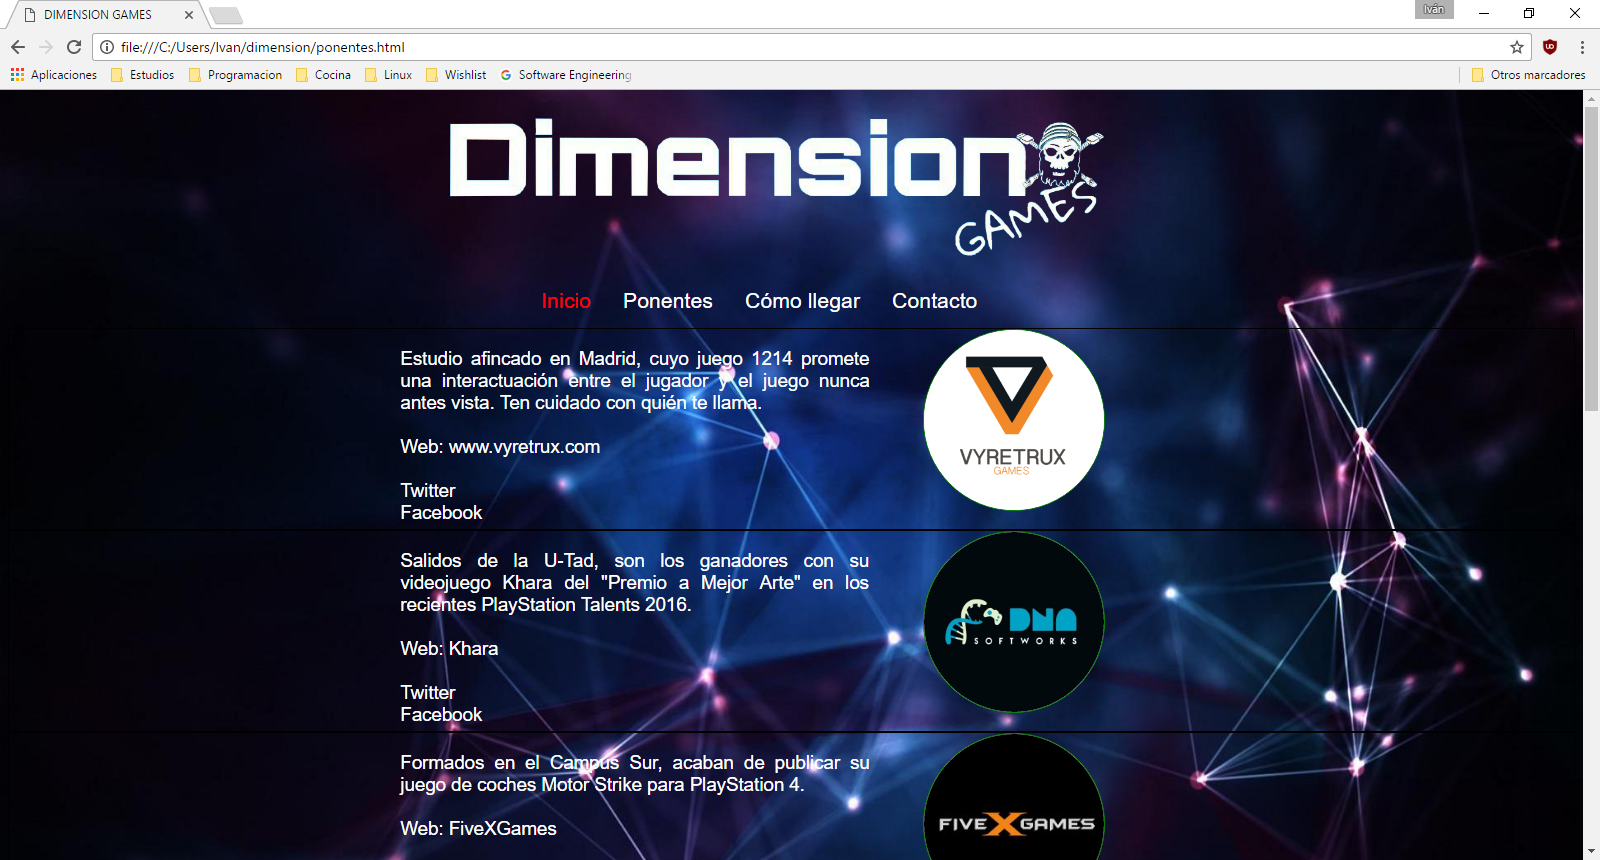 DIMENSION GAMES
Iván
file:///C:/Users/Ivan/dimension/ponentes.html
Aplicaciones Estudios Programacion Cocina Linux Wishlist Software Engineering Otros marcadores
Dimension
GAMES
Inicio Ponentes Cómo llegar Contacto
Estudio afincado en Madrid, cuyo juego 1214 promete
una interactuación entre el jugador y el juego nunca
antes vista. Ten cuidado con quién te llama.
Web: www.vyretrux.com
Twitter
Facebook
VYRETRUX
GAMES
Salidos de la U-Tad, son los ganadores con su
videojuego Khara del "Premio a Mejor Arte" en los
recientes PlayStation Talents 2016.
Web: Khara
Twitter
Facebook
DNA
SOFTWORKS
Formados en el Campus Sur, acaban de publicar su
juego de coches Motor Strike para PlayStation 4.
Web: FiveXGames
FIVEXGAMES